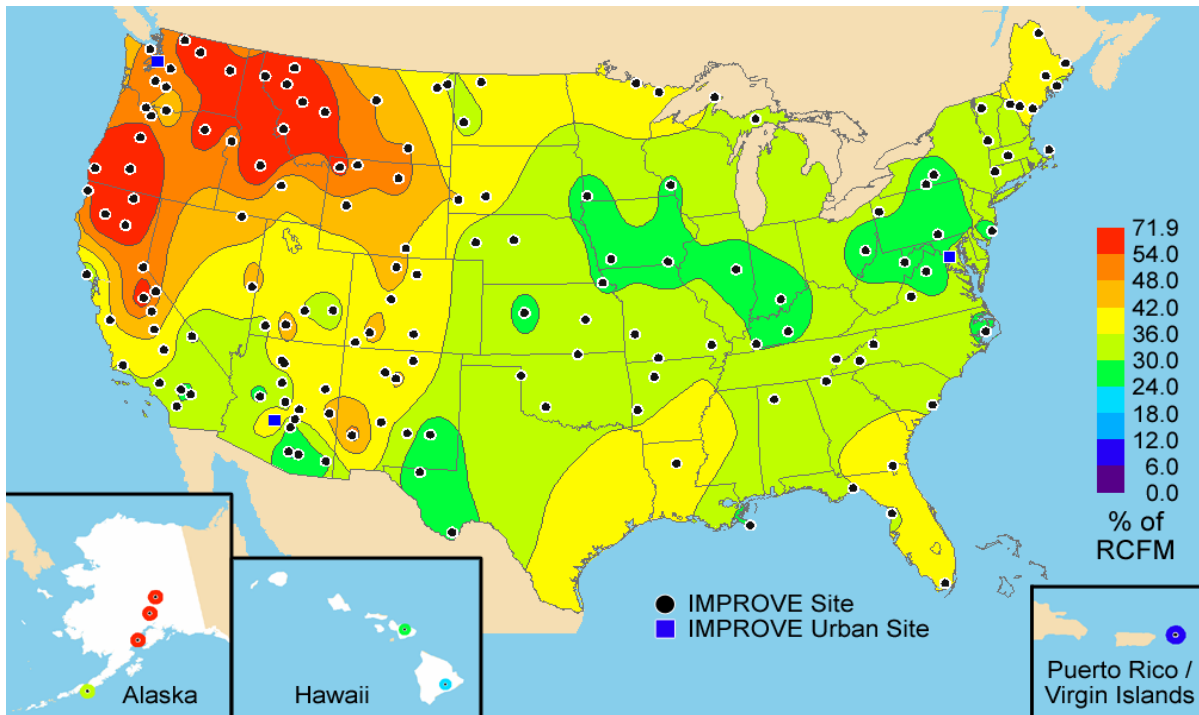 71.9
54.0
48.0
42.0
36.0
30.0
24.0
18.0
12.0
6.0
0.0
% of
RCFM
IMPROVE Site
IMPROVE Urban Site
Alaska
Hawaii
Puerto Rico /
Virgin Islands